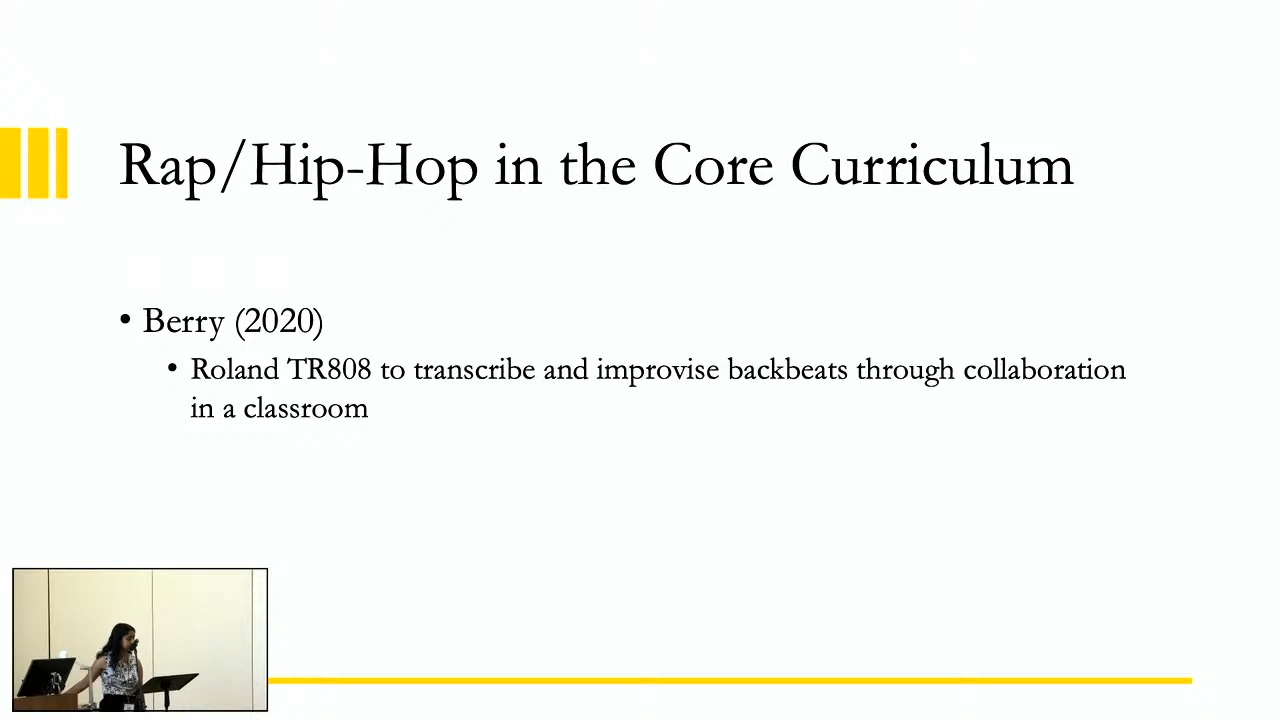 Rap/Hip-Hop in the Core Curriculum
• Berry (2020)
• Roland TR808 to transcribe and improvise backbeats through collaboration
in a classroom